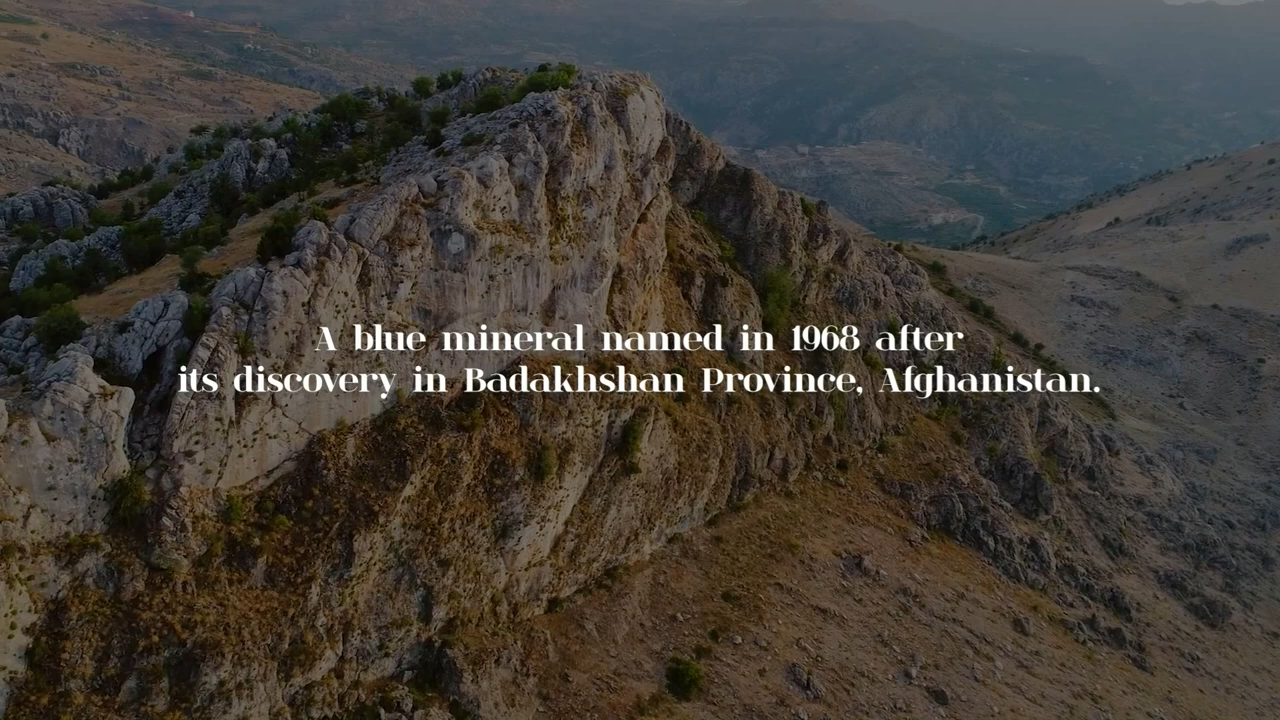 A blue mineral named in 1968 after
its discovery in Badakhshan Province, Afghanistan.